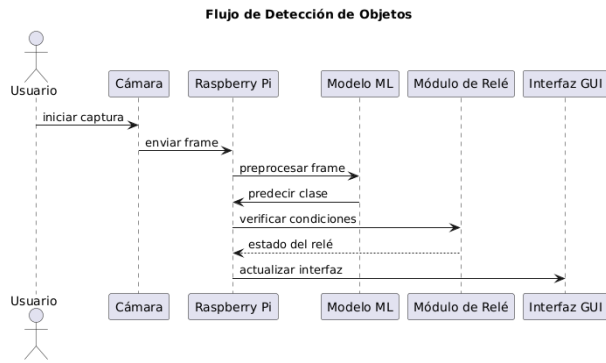 Flujo de Detección de Objetos
Usuario
Cámara
Raspberry Pi
Modelo ML
Módulo de Relé
Interfaz GUI
iniciar captura
enviar frame
preprocesar frame
predecir clase
verificar condiciones
estado del relé
actualizar interfaz
Usuario
Cámara
Raspberry Pi
Modelo ML
Módulo de Relé
Interfaz GUI